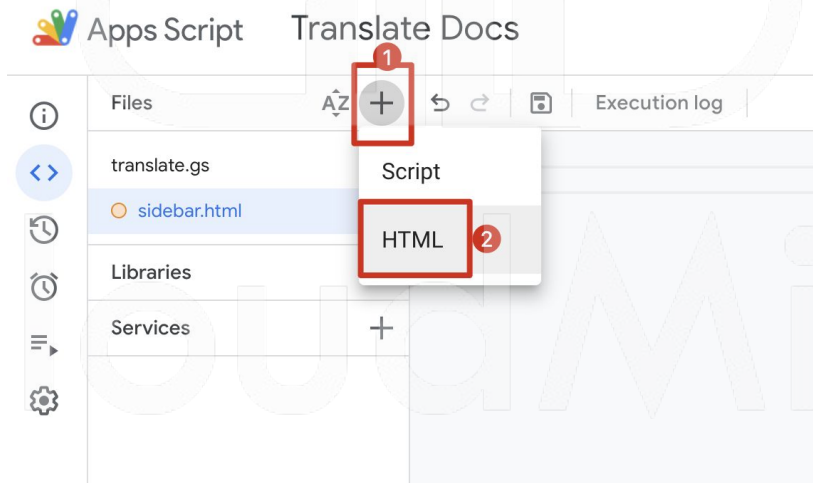 Apps Script Translate Docs
1
Files AZ Execution log
translate.gs
Script
sidebar.html
HTML 2
Libraries
Services